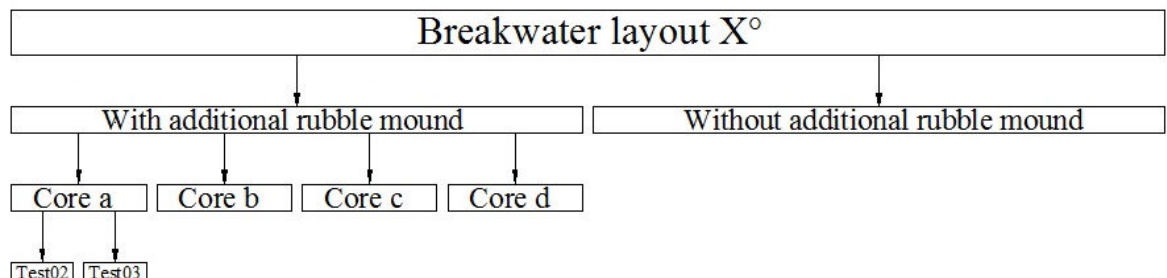 Breakwater layout X°
With additional rubble mound
Without additional rubble mound
Core a
Core b
Core c
Core d
Test02
Test03